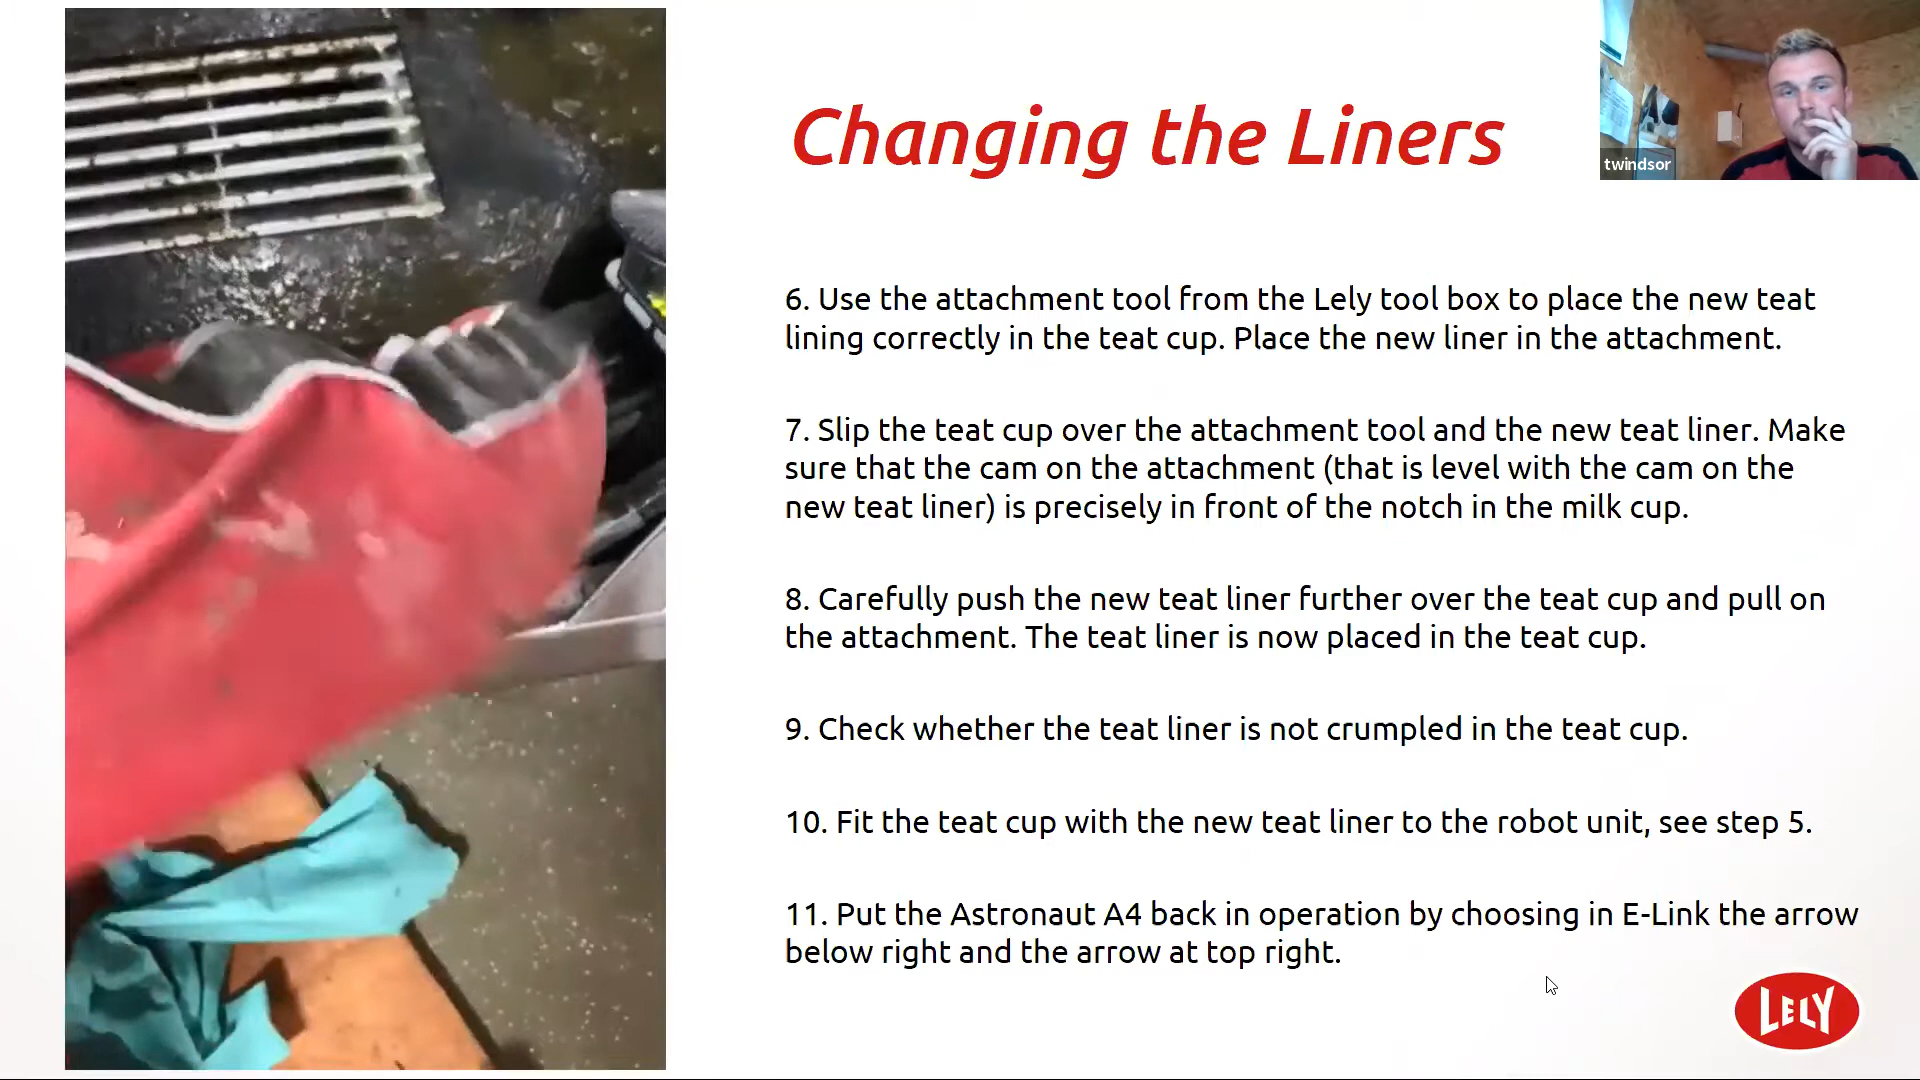 Changing the Liners
twindsor
6. Use the attachment tool from the Lely tool box to place the new teat
lining correctly in the teat cup. Place the new liner in the attachment.
7. Slip the teat cup over the attachment tool and the new teat liner. Make
sure that the cam on the attachment (that is level with the cam on the
new teat liner) is precisely in front of the notch in the milk cup.
8. Carefully push the new teat liner further over the teat cup and pull on
the attachment. The teat liner is now placed in the teat cup.
9. Check whether the teat liner is not crumpled in the teat cup.
10. Fit the teat cup with the new teat liner to the robot unit, see step 5.
11. Put the Astronaut A4 back in operation by choosing in E-Link the arrow
below right and the arrow at top right.
LELY